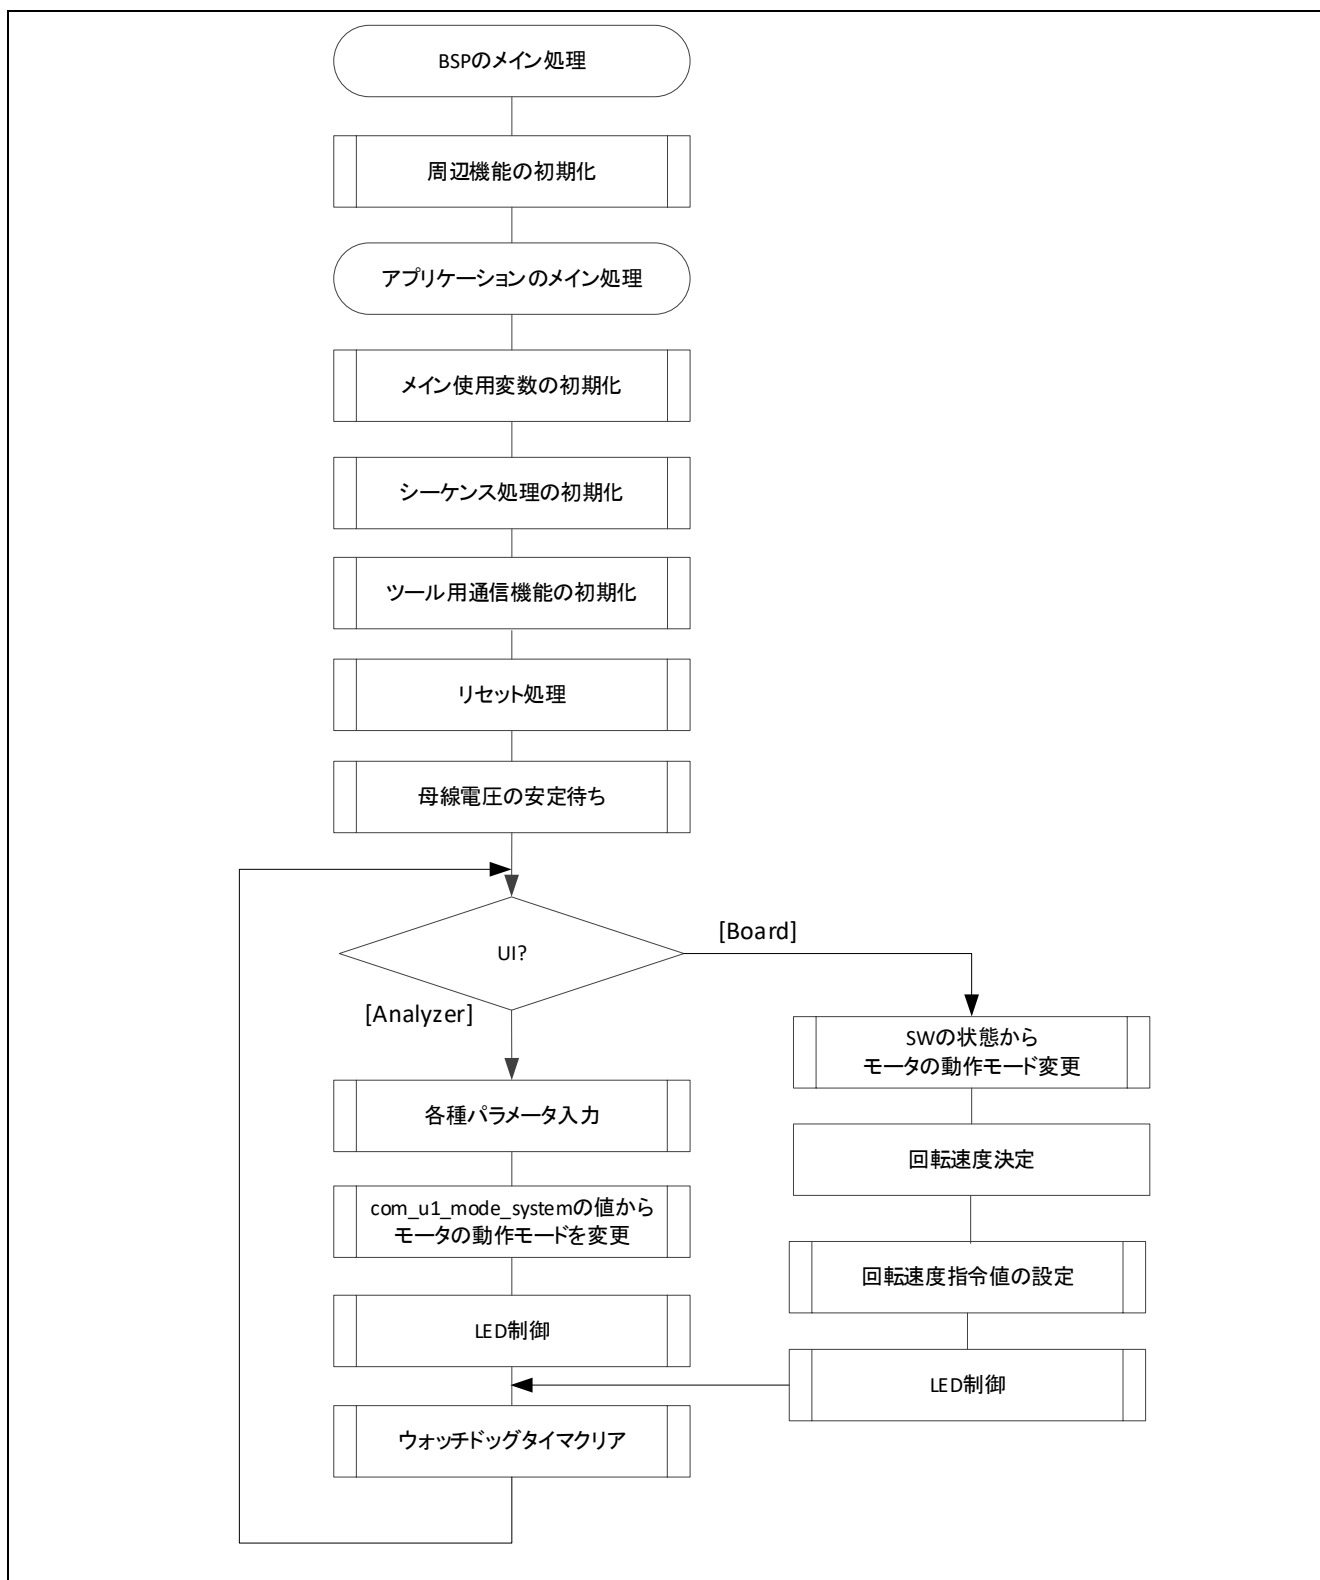 BSPのメイン処理
周辺機能の初期化
アプリケーションのメイン処理
メイン使用変数の初期化
シーケンス処理の初期化
ツール用通信機能の初期化
リセット処理
母線電圧の安定待ち
UI?
[Board]
[Analyzer]
各種パラメータ入力
com_u1_mode_systemの値から
モータの動作モードを変更
LED制御
SWの状態から
モータの動作モード変更
回転速度決定
回転速度指令値の設定
LED制御
ウォッチドッグタイマクリア